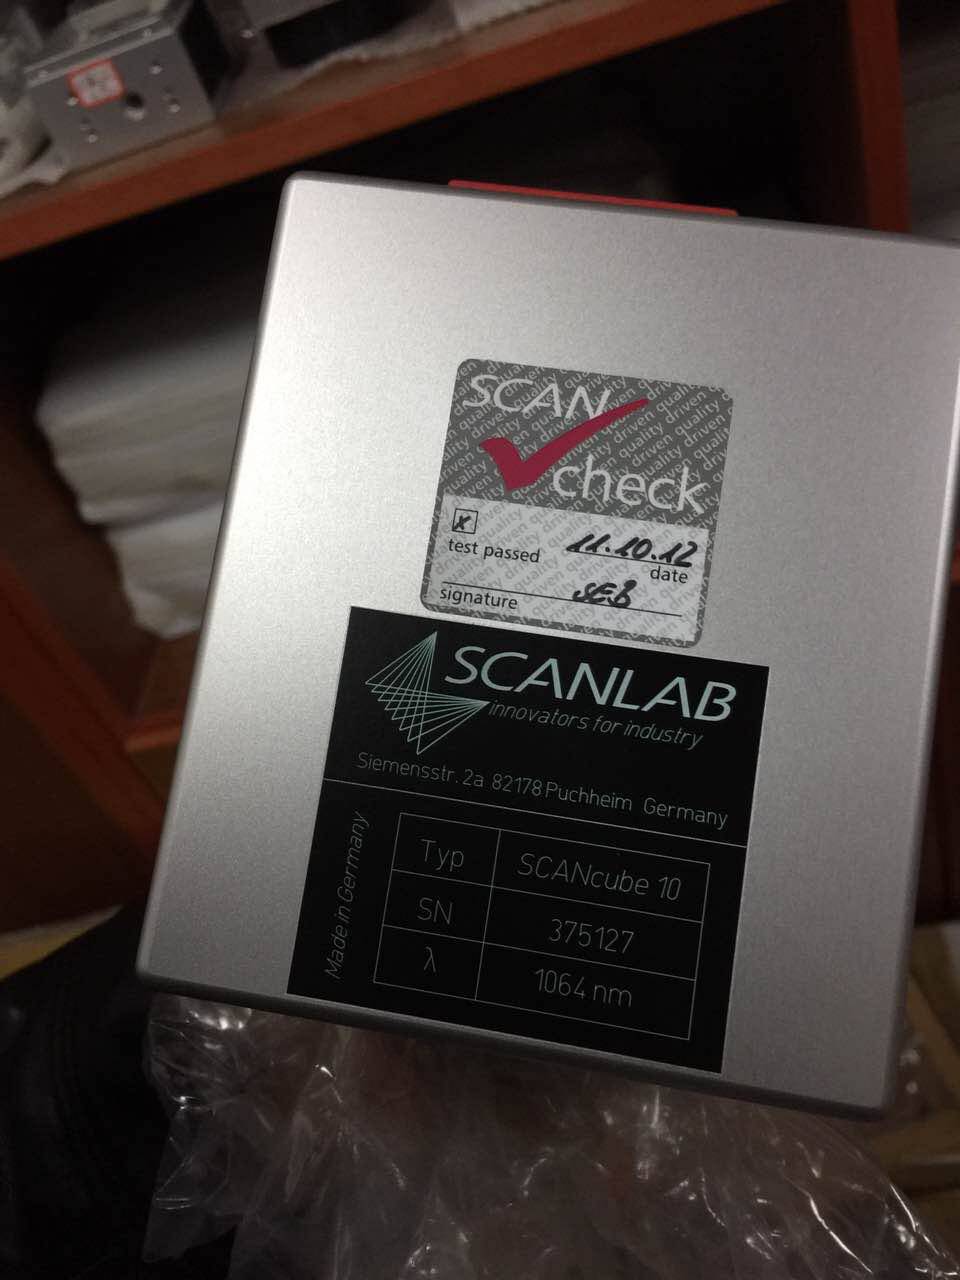 SCAN
check
x
test passed
11.10.12
date
signature
SEB
SCANLAB
innovators for industry
Siemensstr. 2a 82178 Puchheim Germany
Made in Germany
Typ SCANcube 10
SN 375127
λ 1064 nm